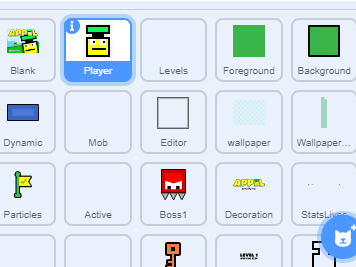 APPEL
Blank
Player
Levels
Foreground
Background
Dynamic
Mob
Editor
wallpaper
Wallpaper...
Particles
Active
Boss1
APPEL
Decoration
StatsLives
LEVEL 1